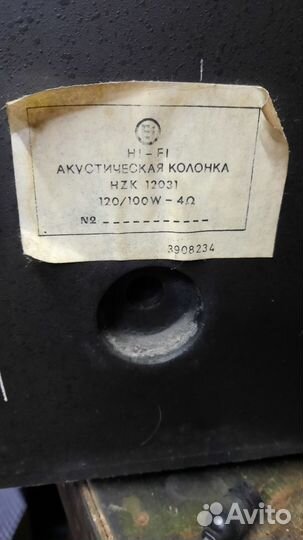 HI-FI
АКУСТИЧЕСКАЯ КОЛОНКА
HZK 12031
120/100W - 4Ω
№ - - - - - - - - - - -
3908234
Avito